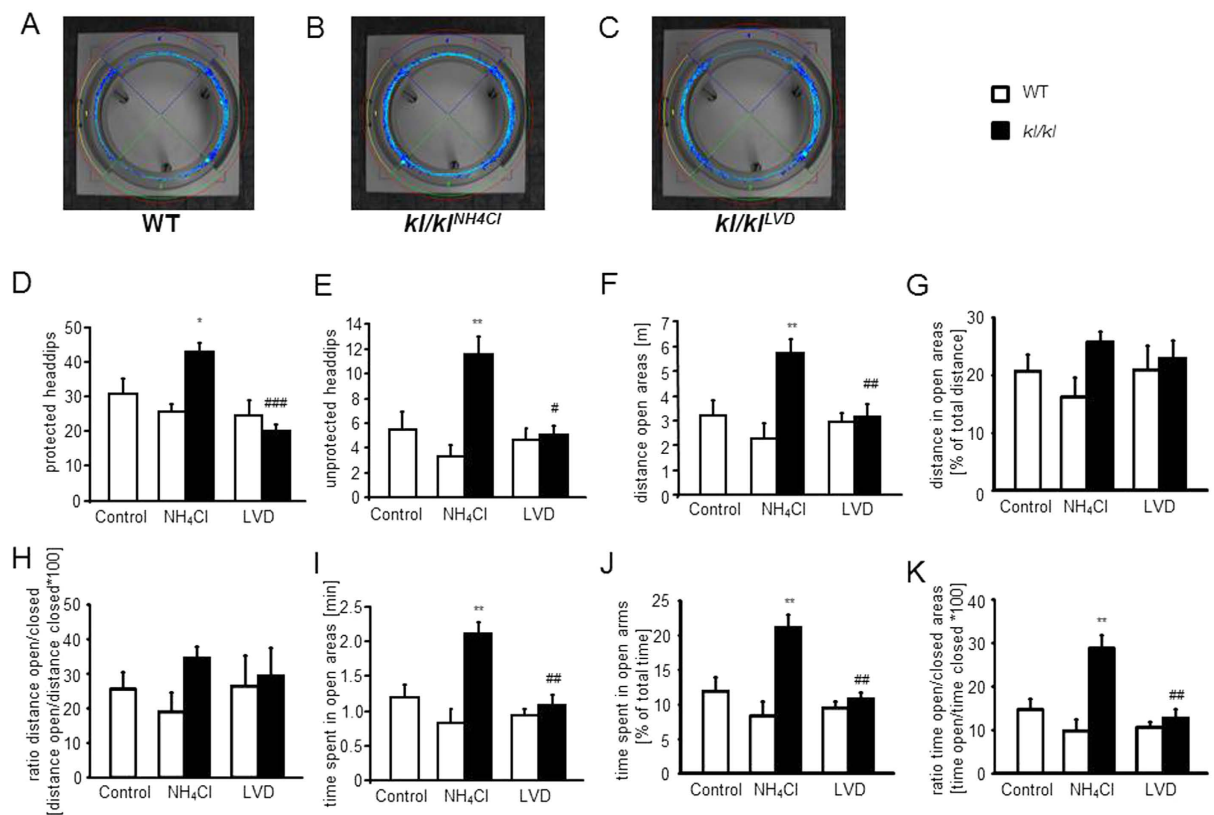 A
B
C
WT
kl/kl
WT
kl/kl^NH4Cl
kl/kl^LVD
D
protected headdips
50
40
30
20
10
0
*
###
Control
NH₄Cl
LVD
E
unprotected headdips
14
12
10
8
6
4
2
0
**
#
Control
NH₄Cl
LVD
F
distance open areas [m]
7
6
5
4
3
2
1
0
**
##
Control
NH₄Cl
LVD
G
distance in open areas
[% of total distance]
30
20
10
0
Control
NH₄Cl
LVD
H
ratio distance open/closed
[distance open/distance closed*100]
50
40
30
20
10
0
Control
NH₄Cl
LVD
I
time spent in open areas [min]
2.5
2.0
1.5
1.0
0.5
0.0
**
##
Control
NH₄Cl
LVD
J
time spent in open arms
[% of total time]
25
20
15
10
5
0
**
##
Control
NH₄Cl
LVD
K
ratio time open/closed areas
[time open/time closed *100]
40
30
20
10
0
**
##
Control
NH₄Cl
LVD